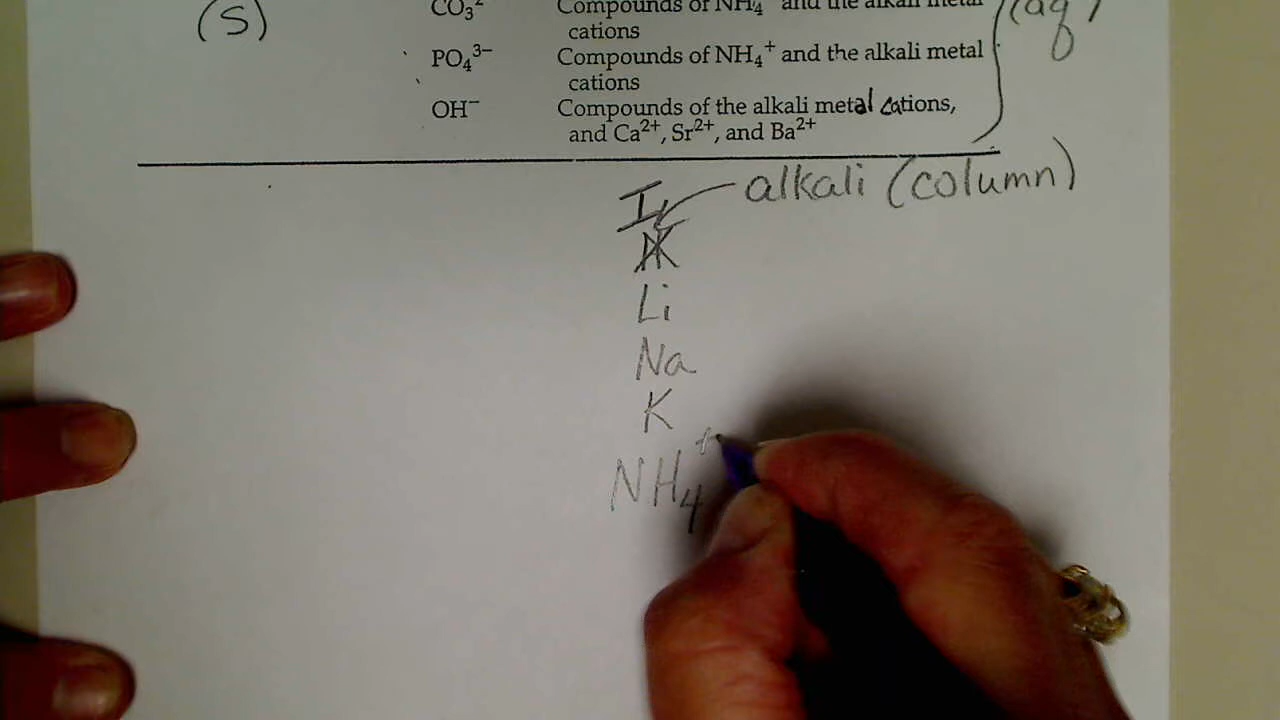 (s)
CO₃²⁻ Compounds of NH₄⁺ and the alkali metal (aq)
cations
PO₄³⁻ Compounds of NH₄⁺ and the alkali metal
cations
OH⁻ Compounds of the alkali metal cations,
and Ca²⁺, Sr²⁺, and Ba²⁺
alkali (column)
Li
Na
K
NH₄⁺